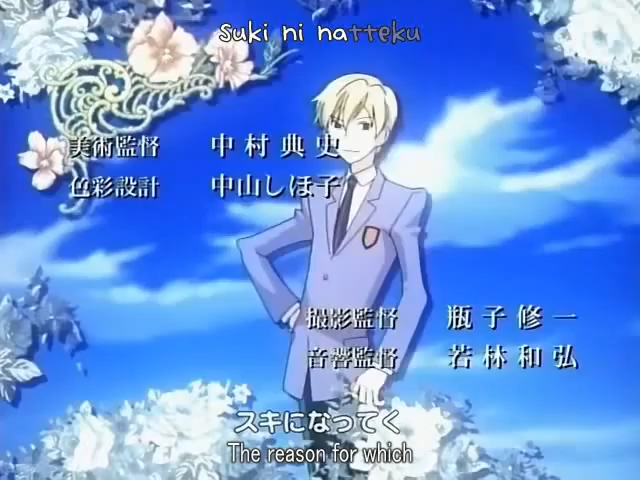 Suki ni natteku
美術監督 中村典史
色彩設計 中山しほ子
撮影監督 瓶子修一
音響監督 若林和弘
スキになってく
The reason for which